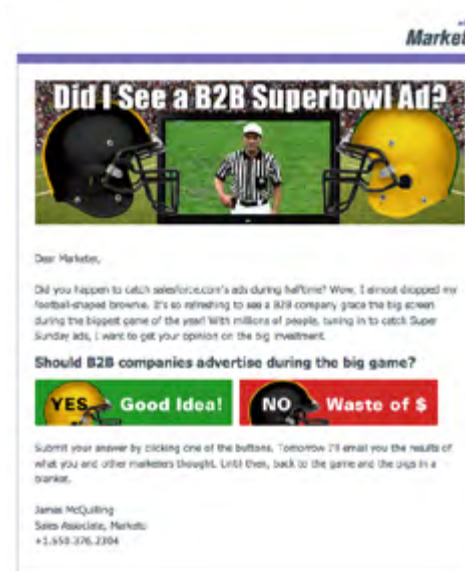 Market
Did I See a B2B Superbowl Ad?
Dear Marketer,
Did you happen to catch salesforce.com's ads during halftime? Wow, I almost dropped my
football-shaped brownie. It's so refreshing to see a B2B company grace the big screen
during the biggest game of the year! With millions of people, tuning in to catch Super
Sunday ads, I want to get your opinion on the big investment.
Should B2B companies advertise during the big game?
YES Good Idea! NO Waste of $
Submit your answer by clicking one of the buttons. Tomorrow I'll email you the results of
what you and other marketers thought. Until then, back to the game and the pigs in a
blanket.
James McQuilling
Sales Associate, Marketo
+1.650.376.2304